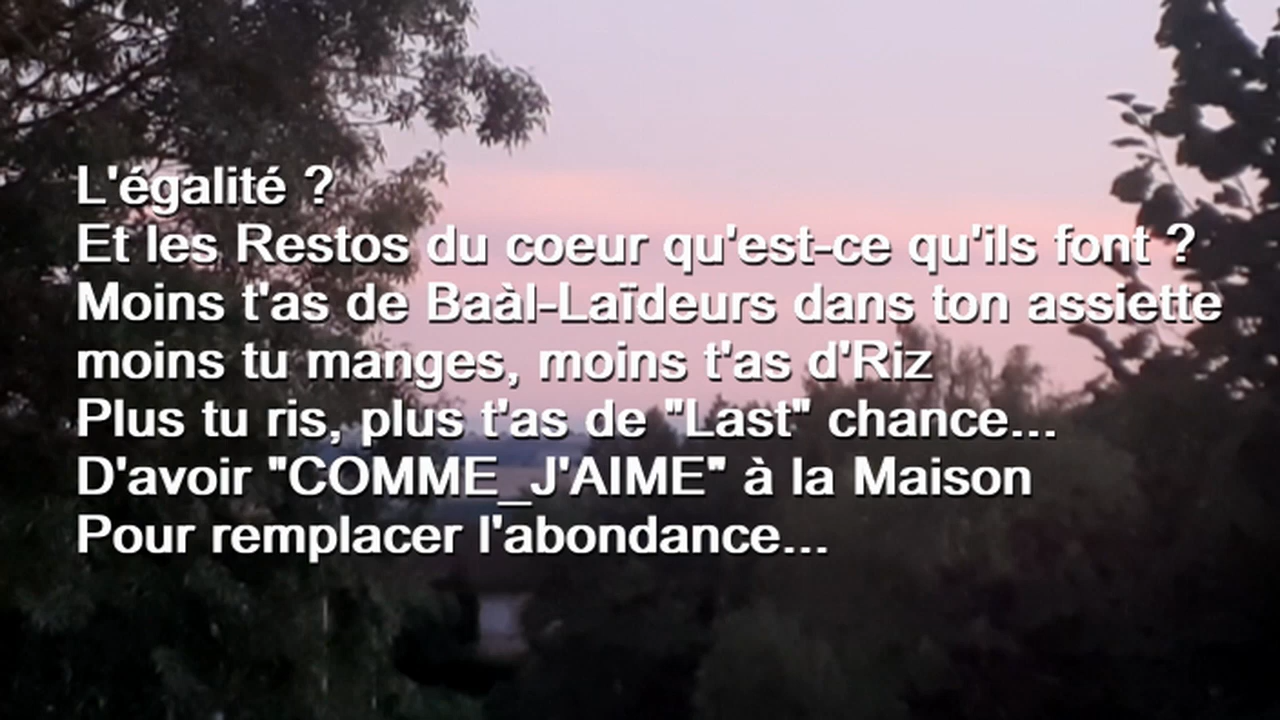 L'égalité ?
Et les Restos du coeur qu'est-ce qu'ils font ?
Moins t'as de Baàl-Laïdeurs dans ton assiette
moins tu manges, moins t'as d'Riz
Plus tu ris, plus t'as de "Last" chance...
D'avoir "COMME_J'AIME" à la Maison
Pour remplacer l'abondance...